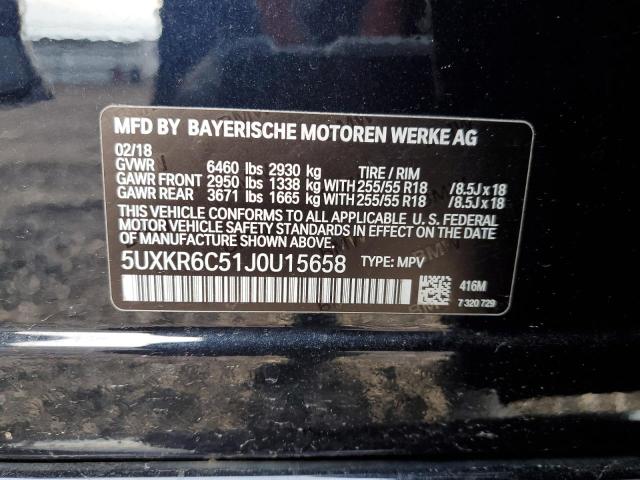 MFD BY BAYERISCHE MOTOREN WERKE AG
02/18
GVWR 6460 lbs 2930 kg TIRE / RIM
GAWR FRONT 2950 lbs 1338 kg WITH 255/55 R18 /8.5J x 18
GAWR REAR 3671 lbs 1665 kg WITH 255/55 R18 /8.5J x 18
THIS VEHICLE CONFORMS TO ALL APPLICABLE U. S. FEDERAL
MOTOR VEHICLE SAFETY STANDARDS IN EFFECT ON THE
DATE OF MANUFACTURE SHOWN ABOVE.
5UXKR6C51J0U15658 TYPE: MPV
416M
7 320 729